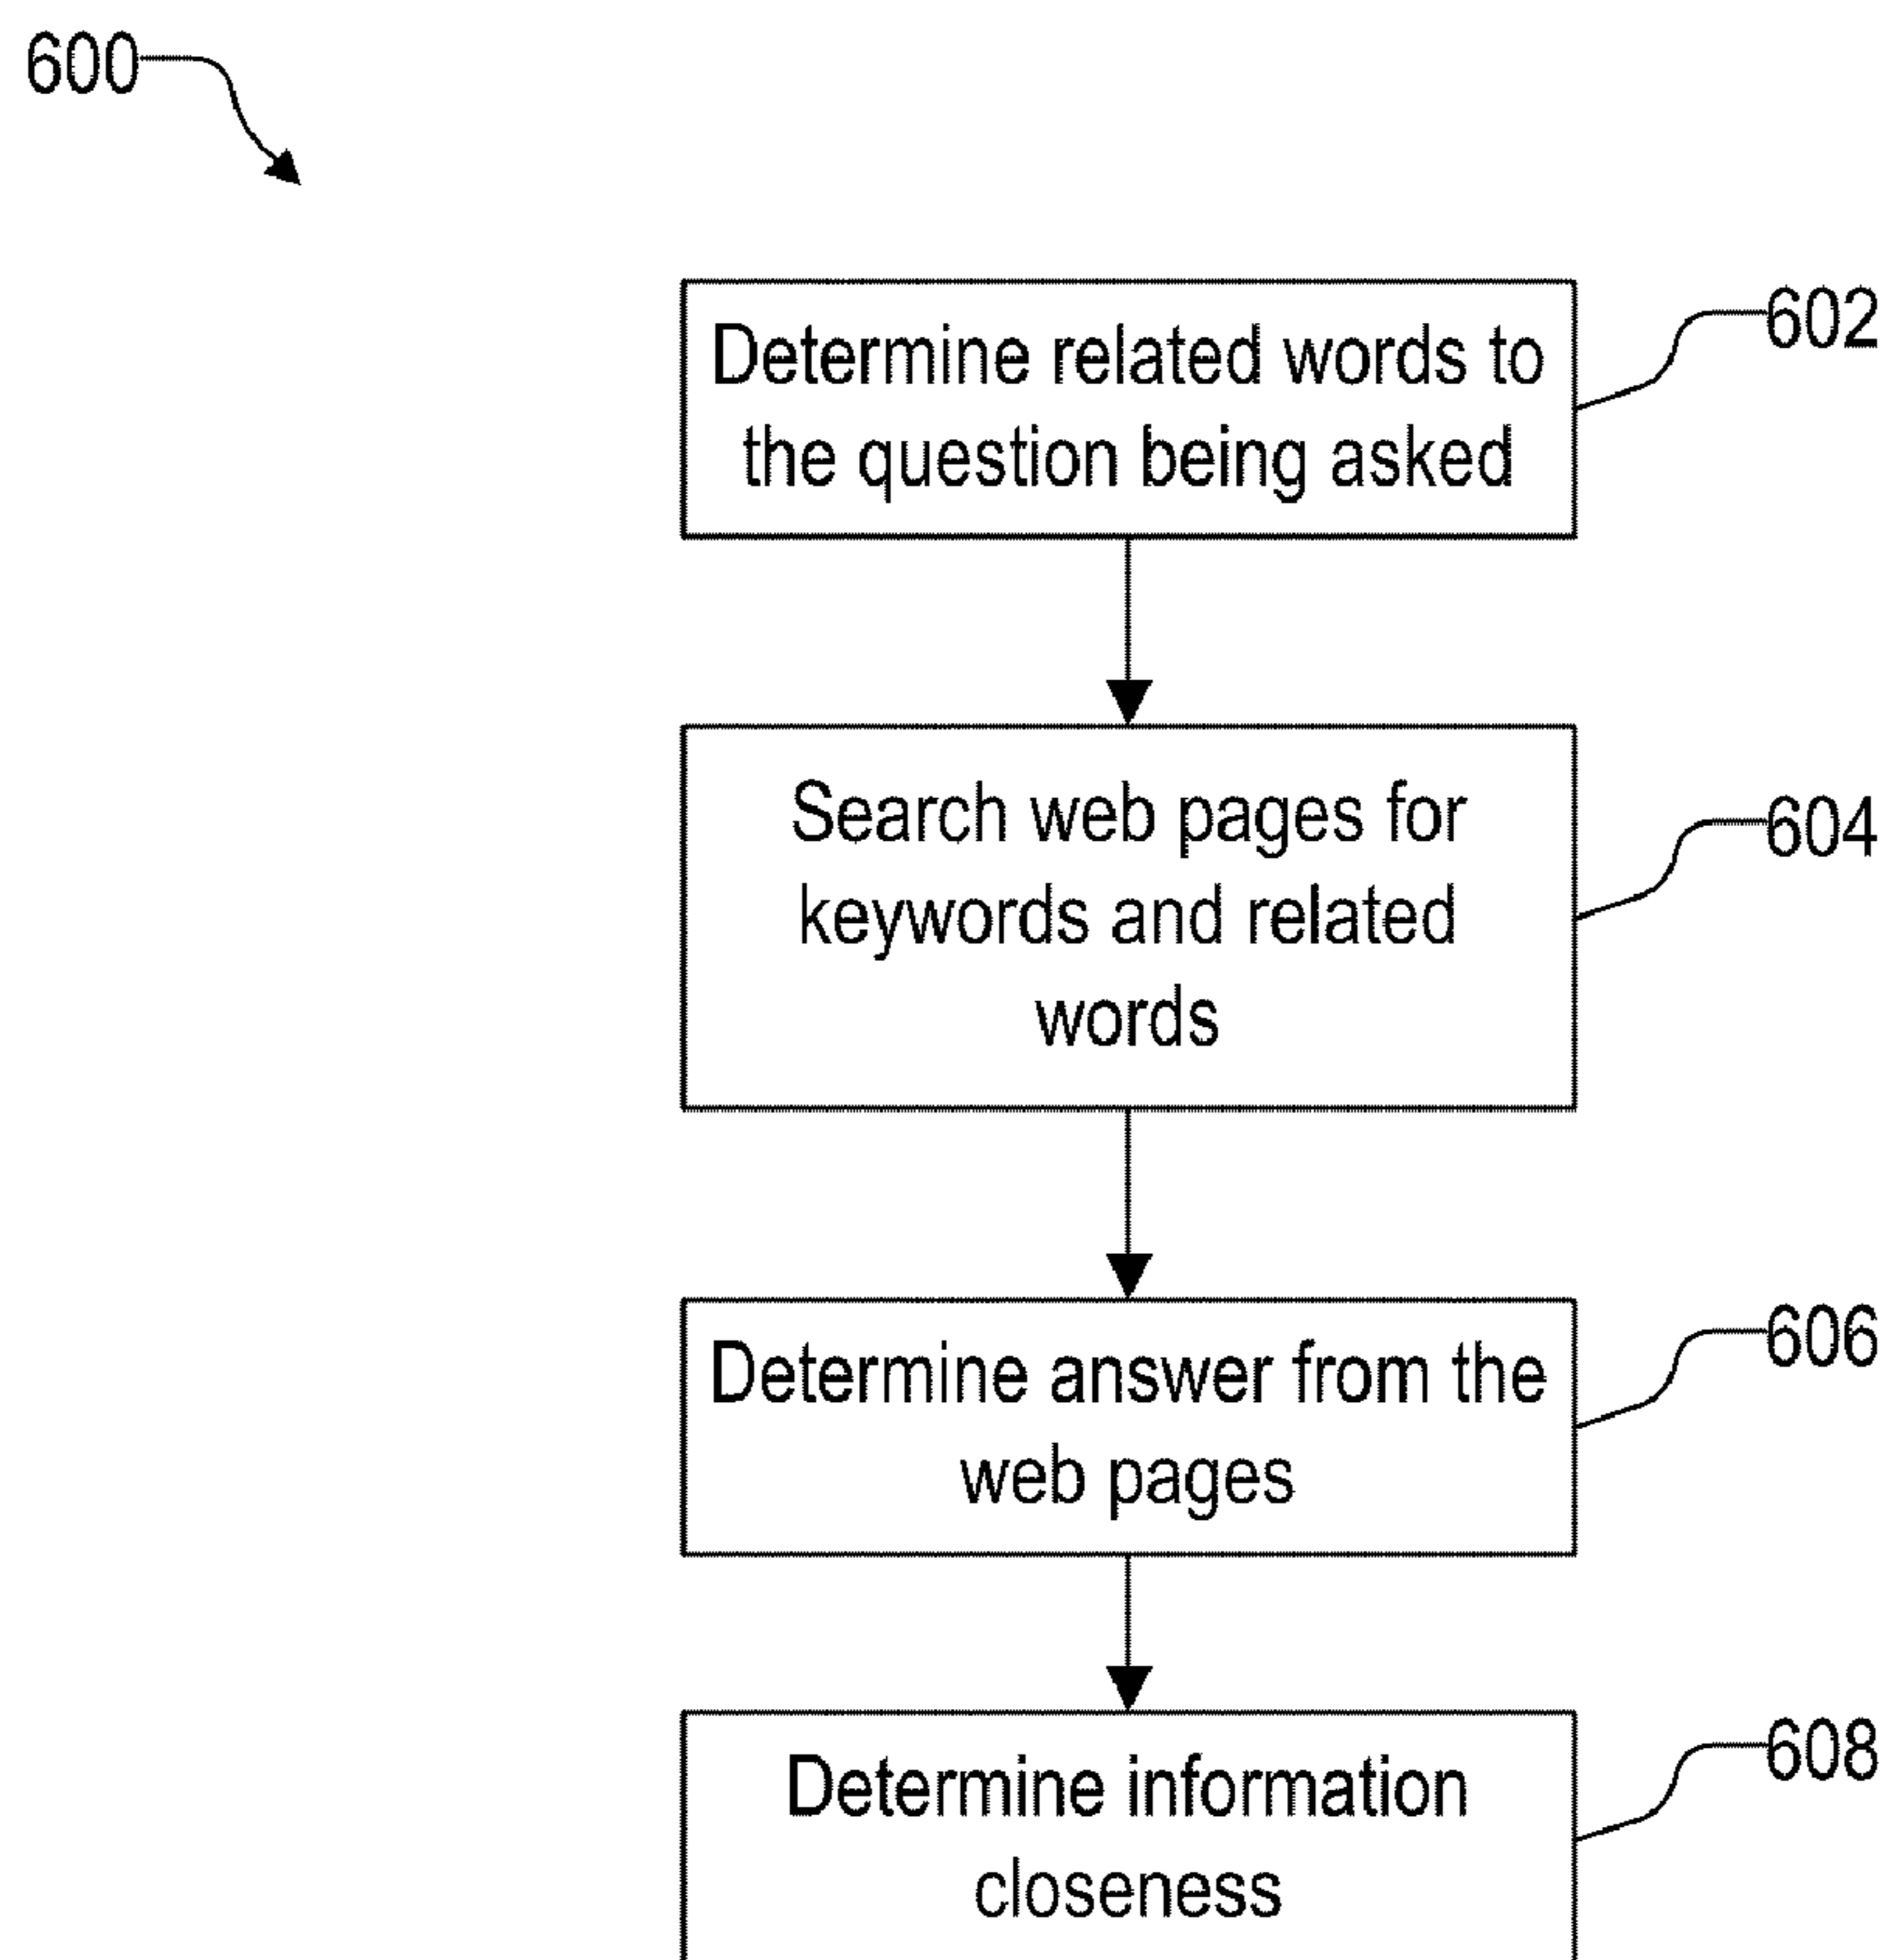 600
602
Determine related words to
the question being asked
604
Search web pages for
keywords and related
words
606
Determine answer from the
web pages
608
Determine information
closeness